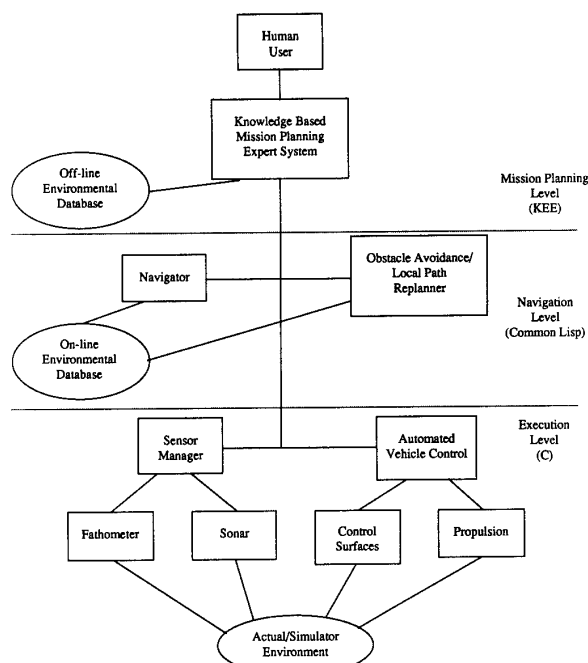 Human
User
Knowledge Based
Mission Planning
Expert System
Off-line
Environmental
Database
Mission Planning
Level
(KEE)
Navigator
Obstacle Avoidance/
Local Path
Replanner
Navigation
Level
(Common Lisp)
On-line
Environmental
Database
Execution
Level
(C)
Sensor
Manager
Automated
Vehicle Control
Fathometer
Sonar
Control
Surfaces
Propulsion
Actual/Simulator
Environment